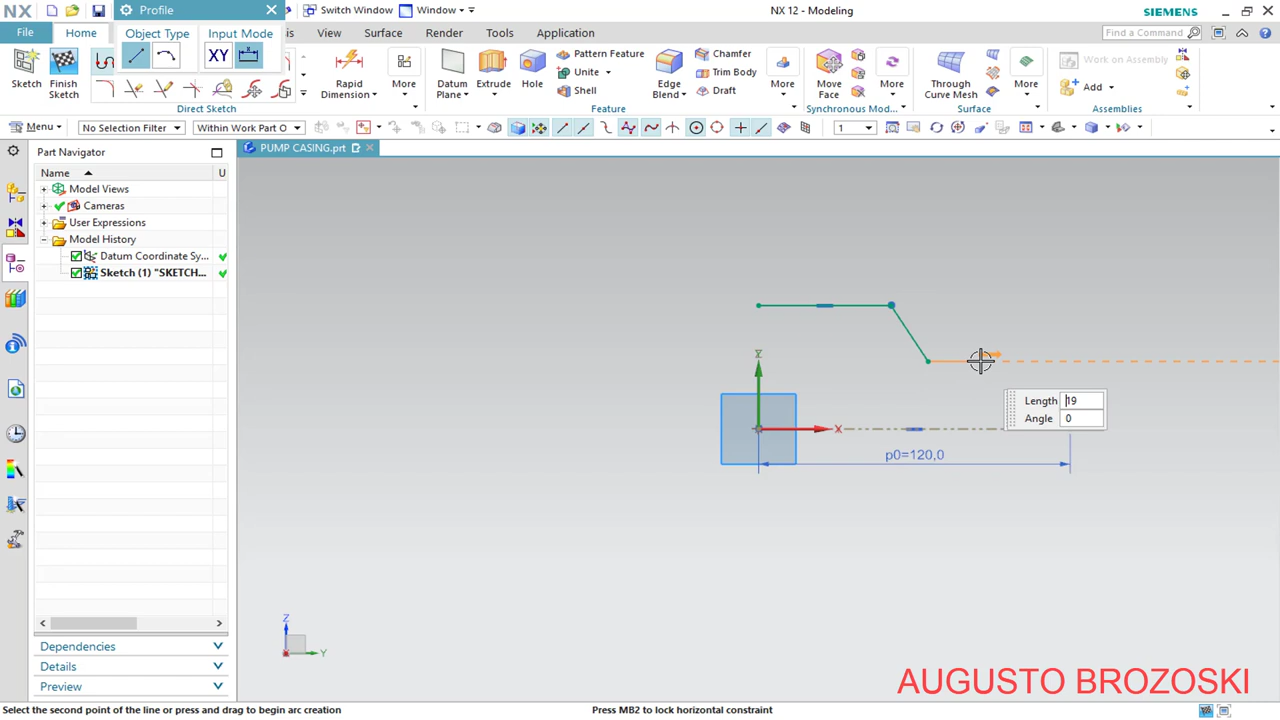 NX
Profile
Switch Window
Window
NX 12 - Modeling
SIEMENS
File
Home
Object Type
Input Mode
is
View
Surface
Render
Tools
Application
Find a Command
XY
Sketch
Finish Sketch
Direct Sketch
Rapid Dimension
More
Datum Plane
Extrude
Hole
Pattern Feature
Unite
Shell
Edge Blend
Chamfer
Trim Body
Draft
More
Feature
Move Face
More
Synchronous Mod...
Through Curve Mesh
More
Surface
Work on Assembly
Add
Assemblies
Menu
No Selection Filter
Within Work Part O
1
Part Navigator
PUMP CASING.prt
Name
U
Model Views
Cameras
User Expressions
Model History
Datum Coordinate Sy...
Sketch (1) "SKETCH...
Z
X
Length 19
Angle 0
p0=120,0
Z
Y
Dependencies
Details
Preview
AUGUSTO BROZOSKI
Select the second point of the line or press and drag to begin arc creation
Press MB2 to lock horizontal constraint